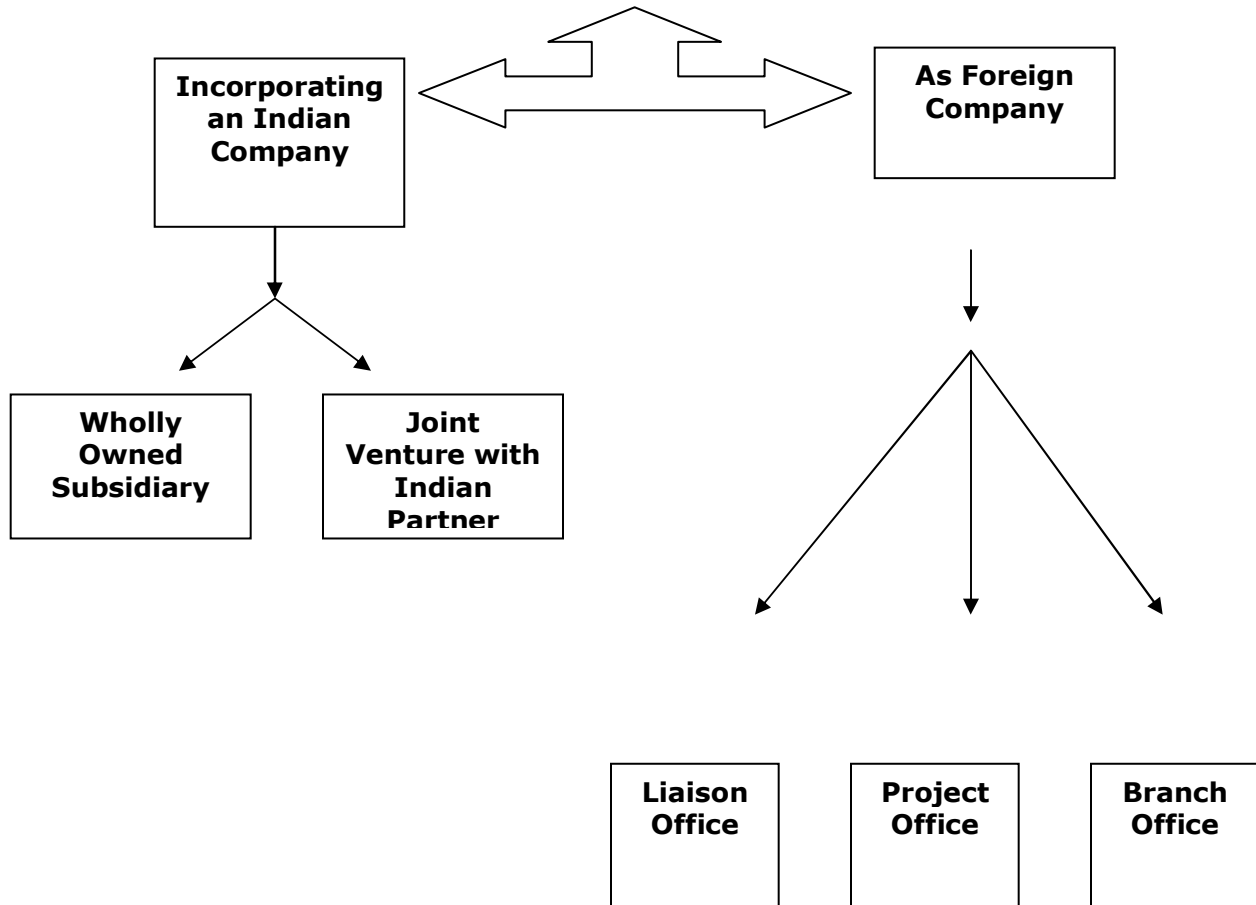 Incorporating
an Indian
Company
As Foreign
Company
Wholly
Owned
Subsidiary
Joint
Venture with
Indian
Partner
Liaison
Office
Project
Office
Branch
Office